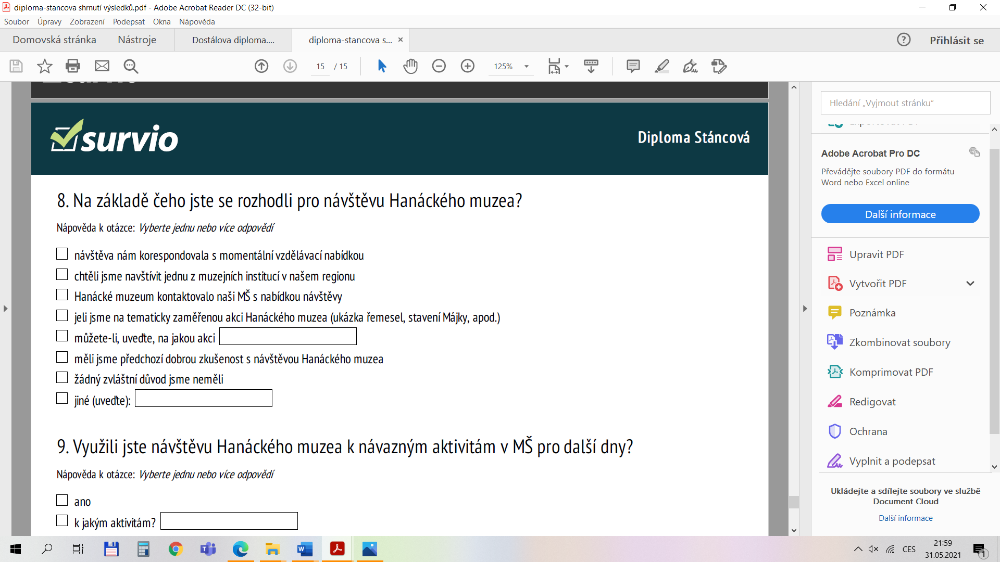 diploma-stancova shrnutí výsledků.pdf - Adobe Acrobat Reader DC (32-bit)
Soubor Úpravy Zobrazení Podepsat Okna Nápověda
Domovská stránka Nástroje Dostálova diploma.... diploma-stancova s... Přihlásit se
15 / 15 125%
Hledání „Vyjmout stránku“
survio
Diploma Stáncová
8. Na základě čeho jste se rozhodli pro návštěvu Hanáckého muzea?
Nápověda k otázce: Vyberte jednu nebo více odpovědí
návštěva nám korespondovala s momentální vzdělávací nabídkou
chtěli jsme navštívit jednu z muzejních institucí v našem regionu
Hanácké muzeum kontaktovalo naši MŠ s nabídkou návštěvy
jeli jsme na tematicky zaměřenou akci Hanáckého muzea (ukázka řemesel, stavení Májky, apod.)
můžete-li, uveďte, na jakou akci
měli jsme předchozí dobrou zkušenost s návštěvou Hanáckého muzea
žádný zvláštní důvod jsme neměli
jiné (uveďte):
9. Využili jste návštěvu Hanáckého muzea k návazným aktivitám v MŠ pro další dny?
Nápověda k otázce: Vyberte jednu nebo více odpovědí
ano
k jakým aktivitám?
Adobe Acrobat Pro DC
Převádějte soubory PDF do formátu
Word nebo Excel online
Další informace
Upravit PDF
Vytvořit PDF
Poznámka
Zkombinovat soubory
Komprimovat PDF
Redigovat
Ochrana
Vyplnit a podepsat
Ukládejte a sdílejte soubory ve službě
Document Cloud
Další informace
CES
21:59
31.05.2021
1